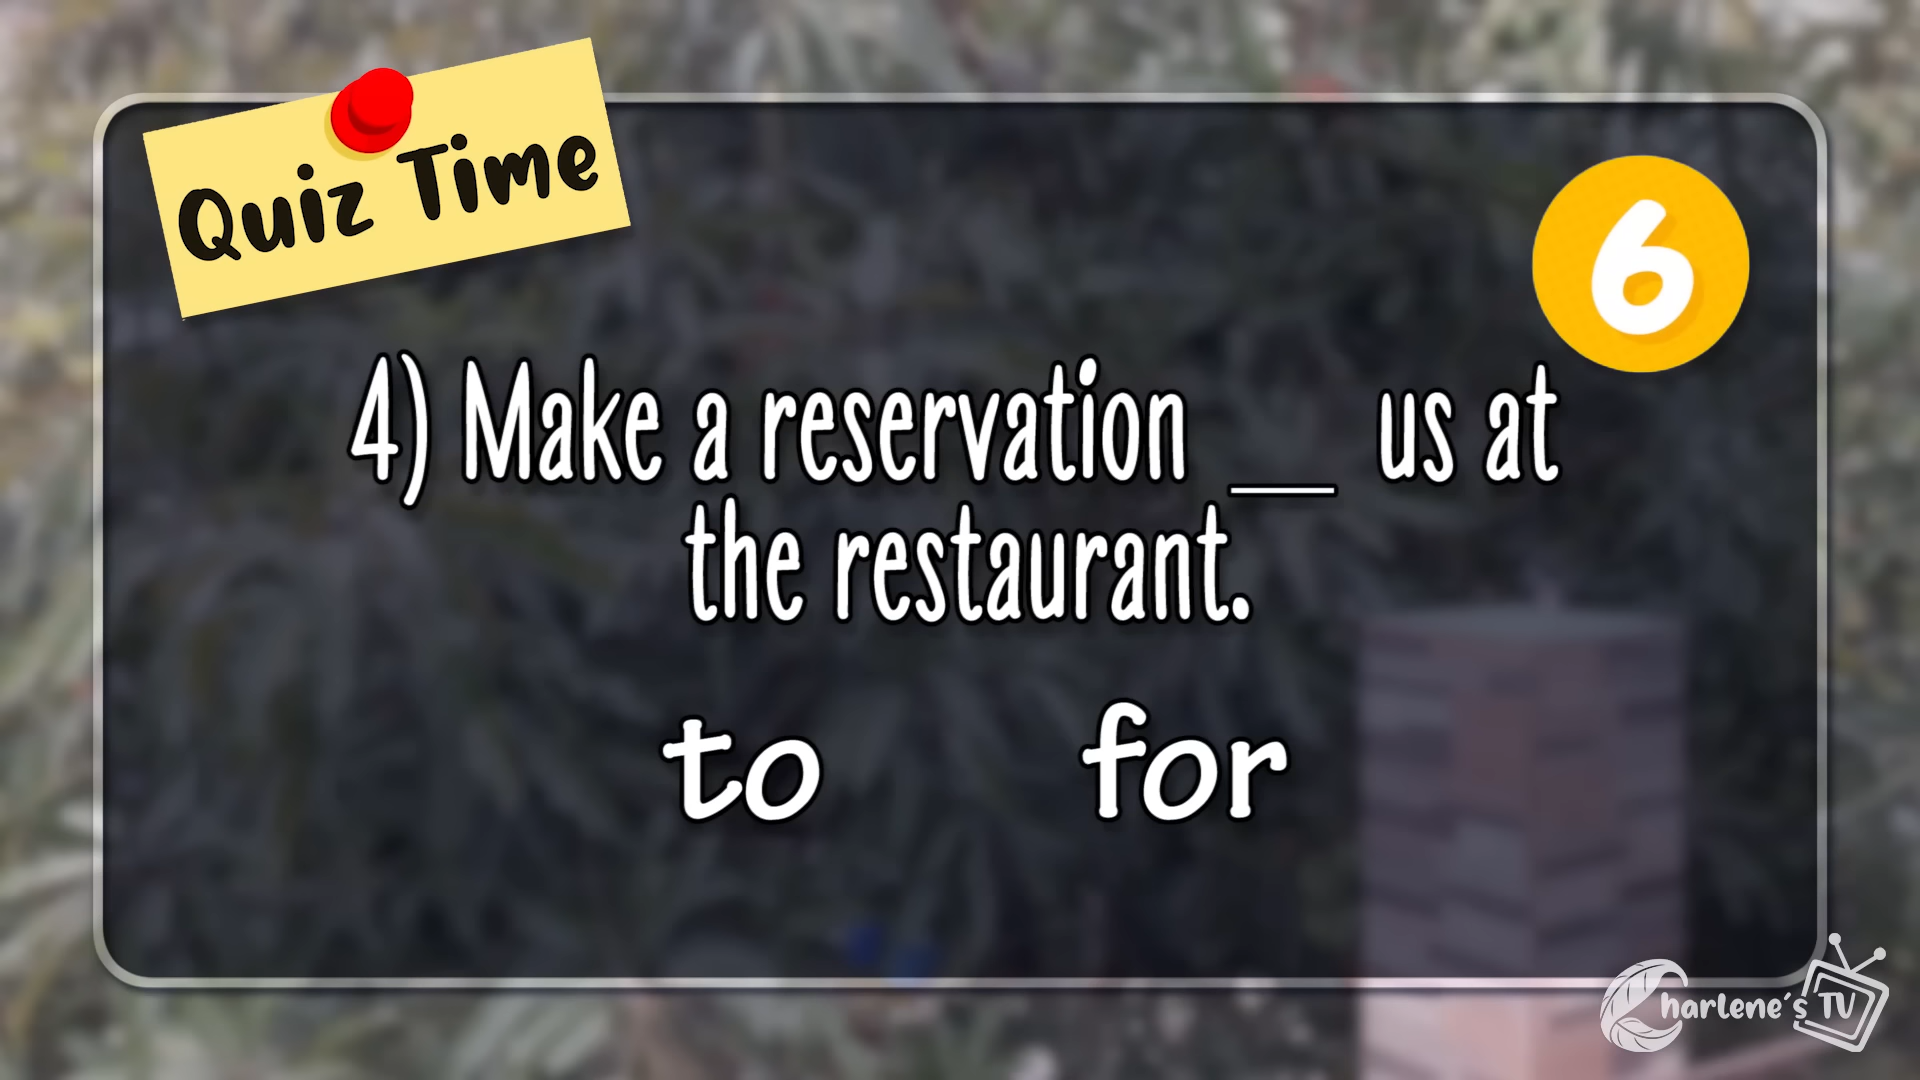 Quiz Time
6
4) Make a reservation __ us at
the restaurant.
to for
Charlene's TV